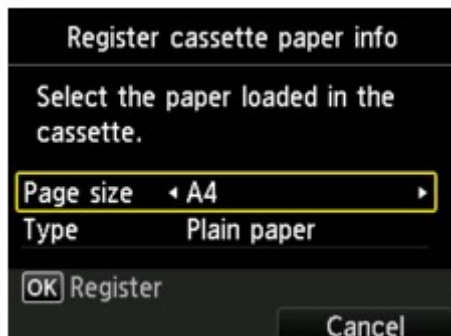 Register cassette paper info
Select the paper loaded in the
cassette.
Page size A4
Type Plain paper
OK Register
Cancel